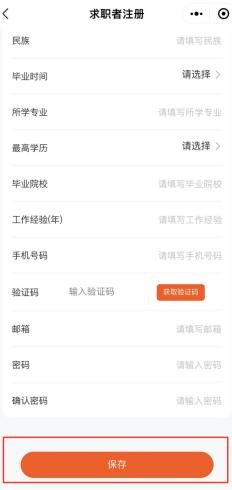 求职者注册
民族 请填写民族
毕业时间 请选择
所学专业 请填写所学专业
最高学历 请选择
毕业院校 请填写毕业院校
工作经验(年) 请填写工作经验
手机号码 请填写手机号码
验证码 输入验证码 获取验证码
邮箱 请填写邮箱
密码 请输入密码
确认密码 请输入密码
保存